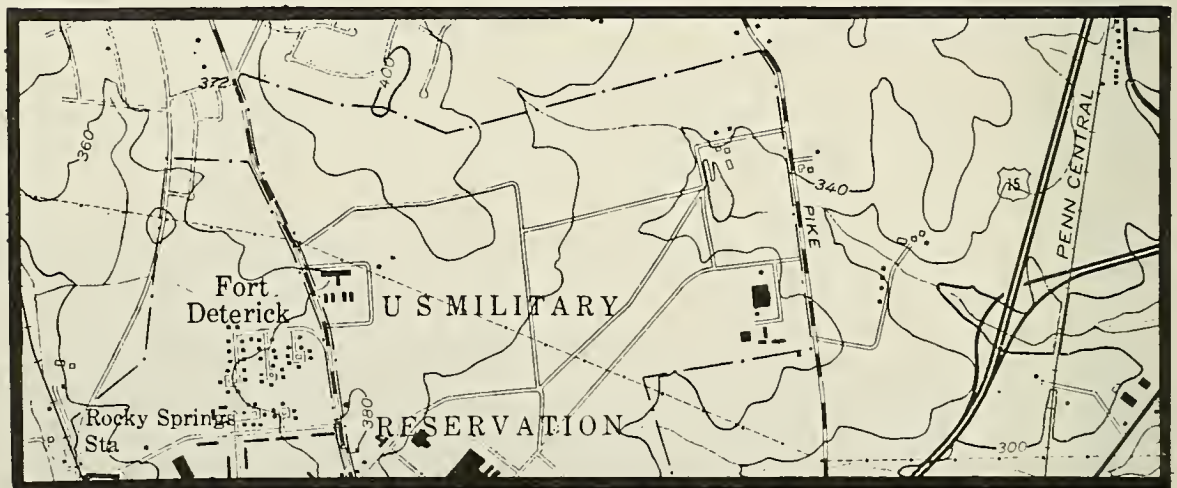 400
372
360
PENN CENTRAL
15
340
PIKE
Fort
Deterick
U S MILITARY
380
RESERVATION
Rocky Springs
Sta
300